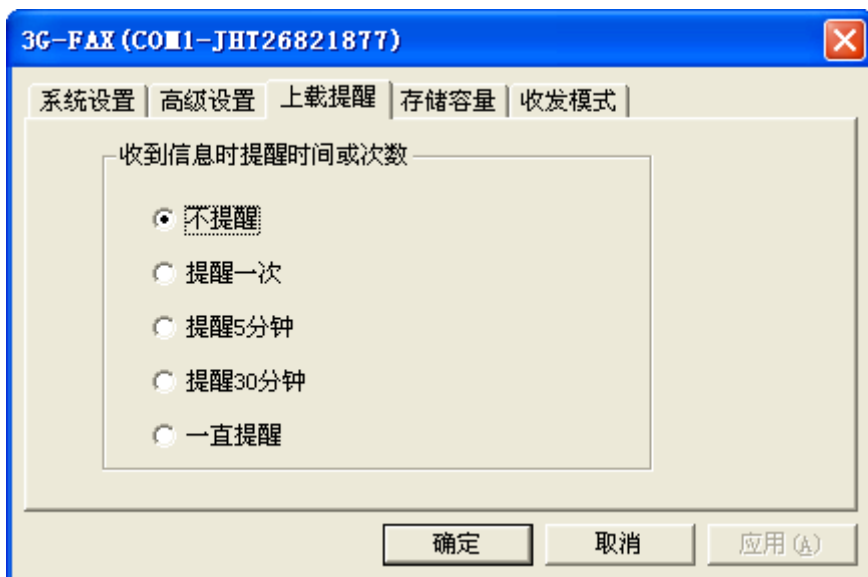 3G-FAX(COM1-JHT26821877)
系统设置 高级设置 上载提醒 存储容量 收发模式
收到信息时提醒时间或次数
不提醒
提醒一次
提醒5分钟
提醒30分钟
一直提醒
确定 取消 应用(A)